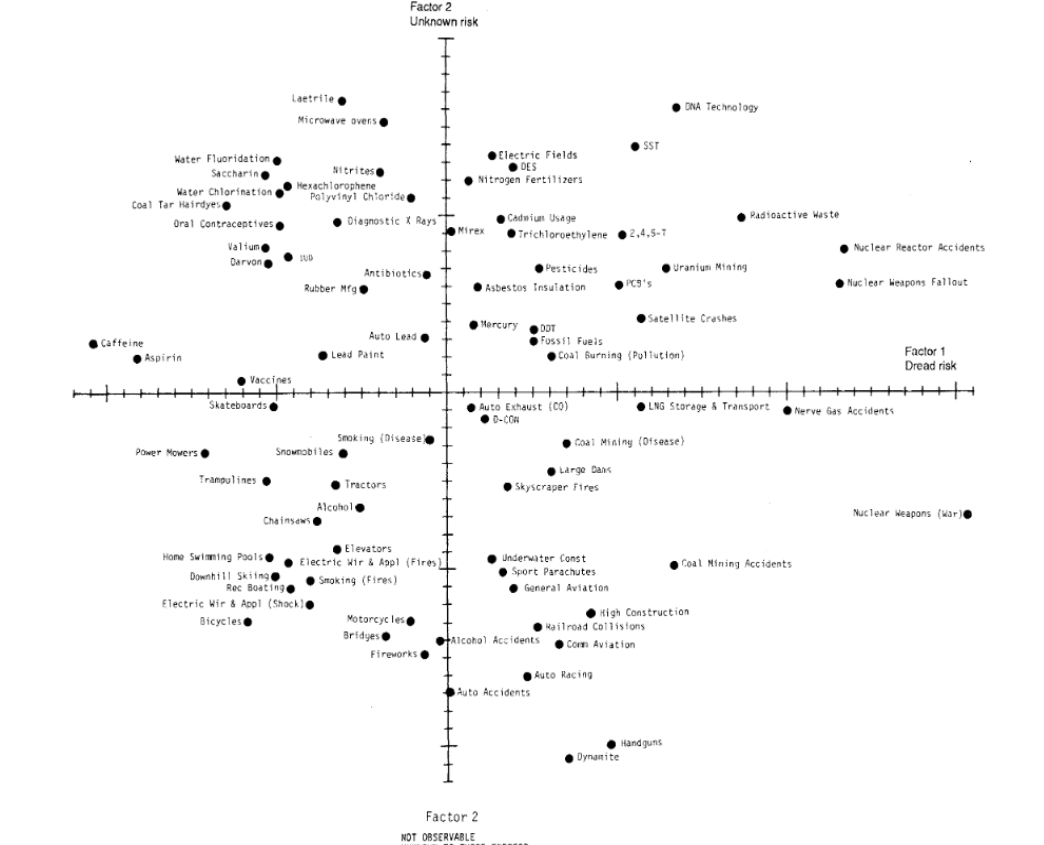 Factor 2
Unknown risk
Laetrile
DNA Technology
Microwave ovens
SST
Electric Fields
Water Fluoridation
DES
Nitrites
Saccharin
Nitrogen Fertilizers
Hexachlorophene
Water Chlorination
Polyvinyl Chloride
Coal Tar Hairdyes
Radioactive Waste
Cadmium Usage
Diagnostic X Rays
Oral Contraceptives
Mirex
Trichloroethylene
2,4,5-T
Valium
Nuclear Reactor Accidents
IUD
Darvon
Pesticides
Uranium Mining
Antibiotics
Nuclear Weapons Fallout
PCB's
Asbestos Insulation
Rubber Mfg
Satellite Crashes
Mercury
DDT
Auto Lead
Fossil Fuels
Caffeine
Factor 1
Dread risk
Lead Paint
Coal Burning (Pollution)
Aspirin
Vaccines
Skateboards
Auto Exhaust (CO)
LNG Storage & Transport
Nerve Gas Accidents
D-CON
Smoking (Disease)
Coal Mining (Disease)
Power Mowers
Snowmobiles
Large Dams
Trampolines
Tractors
Skyscraper Fires
Alcohol
Nuclear Weapons (War)
Chainsaws
Elevators
Home Swimming Pools
Electric Wir & Appl (Fires)
Underwater Const
Coal Mining Accidents
Sport Parachutes
Downhill Skiing
Smoking (Fires)
Rec Boating
General Aviation
Electric Wir & Appl (Shock)
High Construction
Bicycles
Motorcycles
Railroad Collisions
Bridges
Alcohol Accidents
Comm Aviation
Fireworks
Auto Racing
Auto Accidents
Handguns
Dynamite
Factor 2
NOT OBSERVABLE